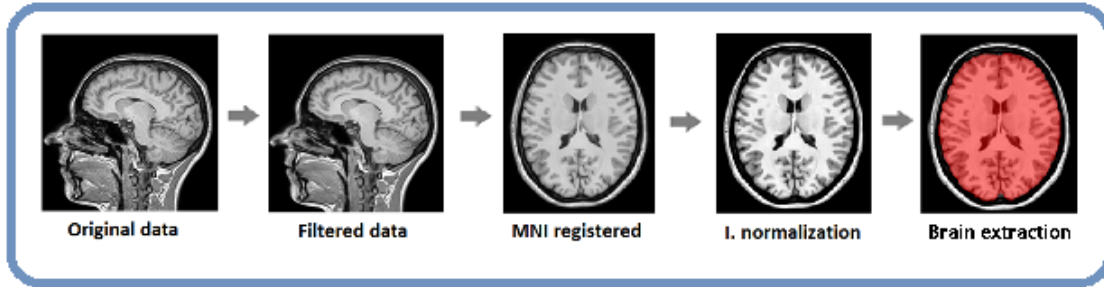 Original data
Filtered data
MNI registered
I. normalization
Brain extraction